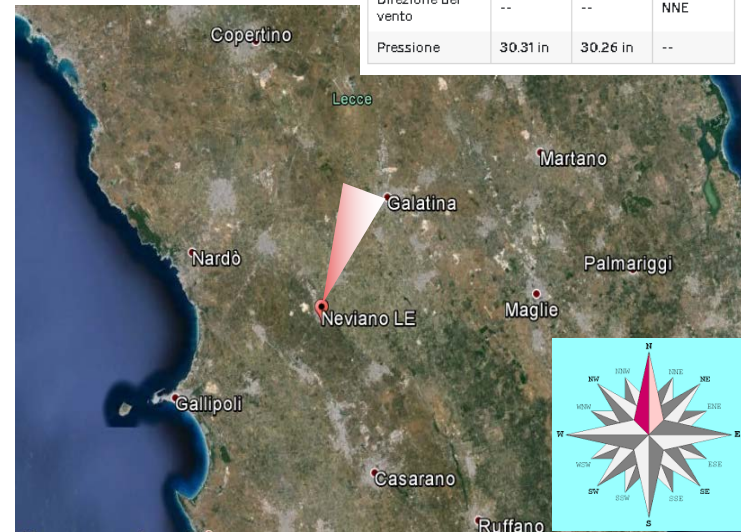 Direzione del
vento -- -- NNE
Pressione 30.31 in 30.26 in --
Copertino
Lecce
Martano
Galatina
Nardò
Palmariggi
Maglie
Neviano LE
Gallipoli
Casarano
Ruffano
N
NNW NNE
NW NE
WNW ENE
W E
WSW ESE
SW SE
SSW SSE
S